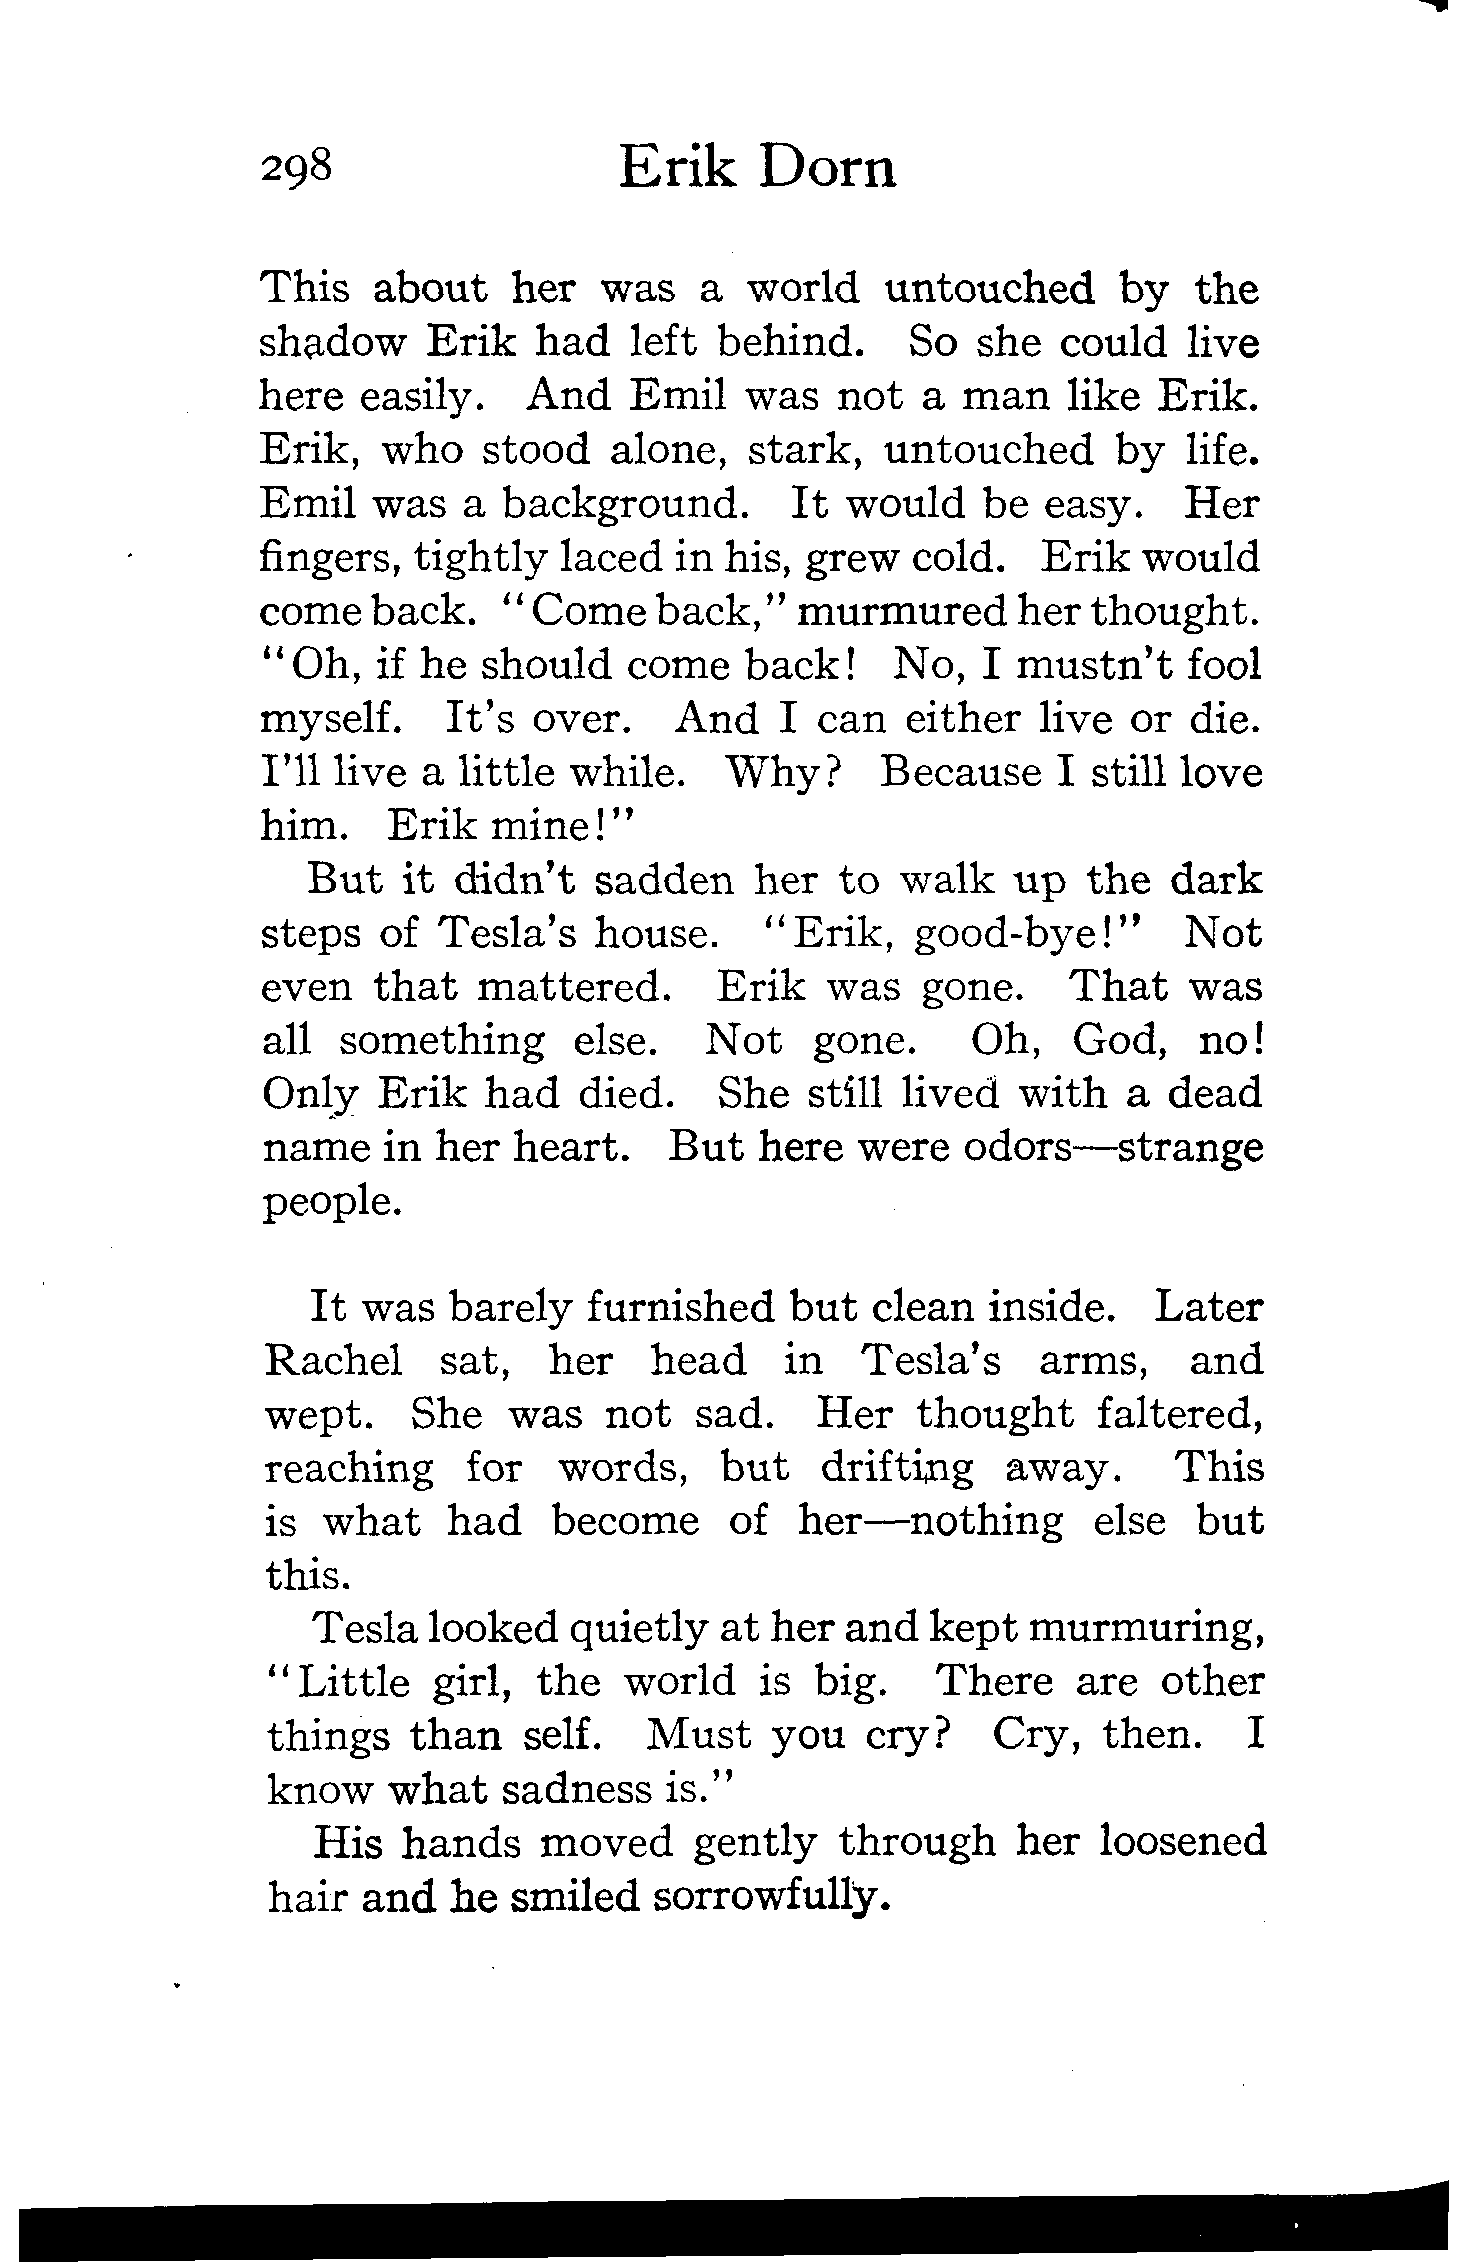 298 Erik Dorn
This about her was a world untouched by the
shadow Erik had left behind. So she could live
here easily. And Emil was not a man like Erik.
Erik, who stood alone, stark, untouched by life.
Emil was a background. It would be easy. Her
fingers, tightly laced in his, grew cold. Erik would
come back. "Come back," murmured her thought.
"Oh, if he should come back! No, I mustn't fool
myself. It's over. And I can either live or die.
I'll live a little while. Why? Because I still love
him. Erik mine!"
But it didn't sadden her to walk up the dark
steps of Tesla's house. "Erik, good-bye!" Not
even that mattered. Erik was gone. That was
all something else. Not gone. Oh, God, no!
Only Erik had died. She still lived with a dead
name in her heart. But here were odors—strange
people.
It was barely furnished but clean inside. Later
Rachel sat, her head in Tesla's arms, and
wept. She was not sad. Her thought faltered,
reaching for words, but drifting away. This
is what had become of her—nothing else but
this.
Tesla looked quietly at her and kept murmuring,
"Little girl, the world is big. There are other
things than self. Must you cry? Cry, then. I
know what sadness is."
His hands moved gently through her loosened
hair and he smiled sorrowfully.